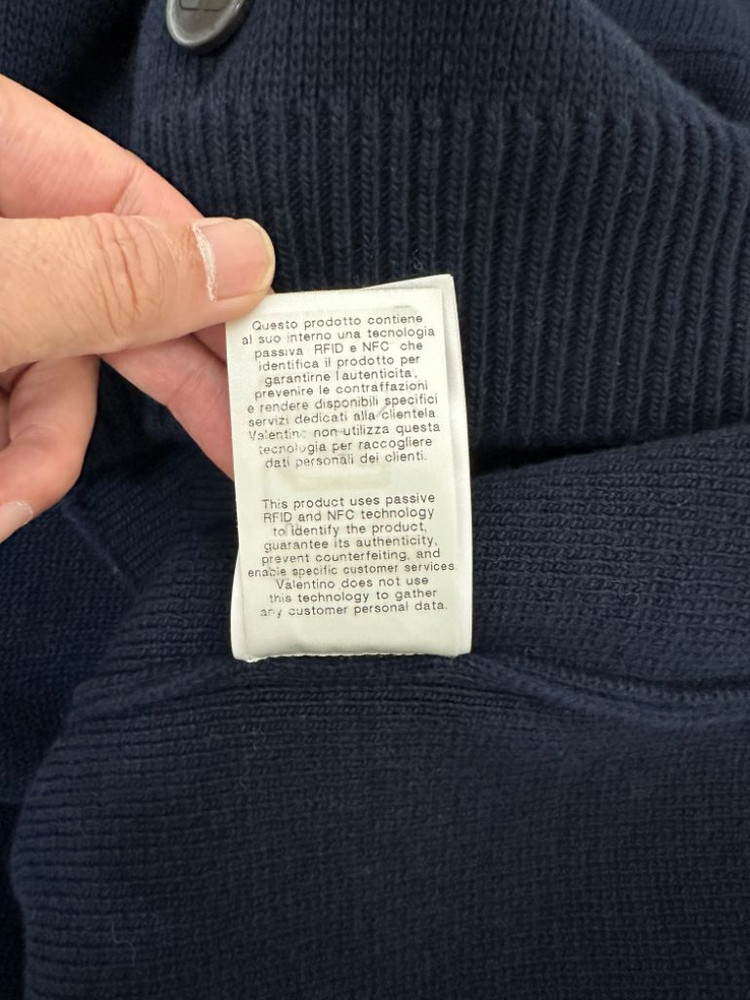 Questo prodotto contiene
al suo interno una tecnologia
passiva RFID e NFC che
identifica il prodotto per
garantirne l'autenticità,
prevenire le contraffazioni
e rendere disponibili specifici
servizi dedicati alla clientela.
Valentino non utilizza questa
tecnologia per raccogliere
dati personali dei clienti.
This product uses passive
RFID and NFC technology
to identify the product,
guarantee its authenticity,
prevent counterfeiting, and
enable specific customer services.
Valentino does not use
this technology to gather
any customer personal data.